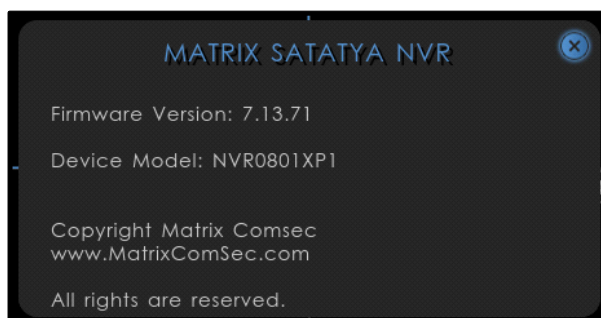 MATRIX SATATYA NVR
Firmware Version: 7.13.71
Device Model: NVR0801XP1
Copyright Matrix Comsec
www.MatrixComSec.com
All rights are reserved.